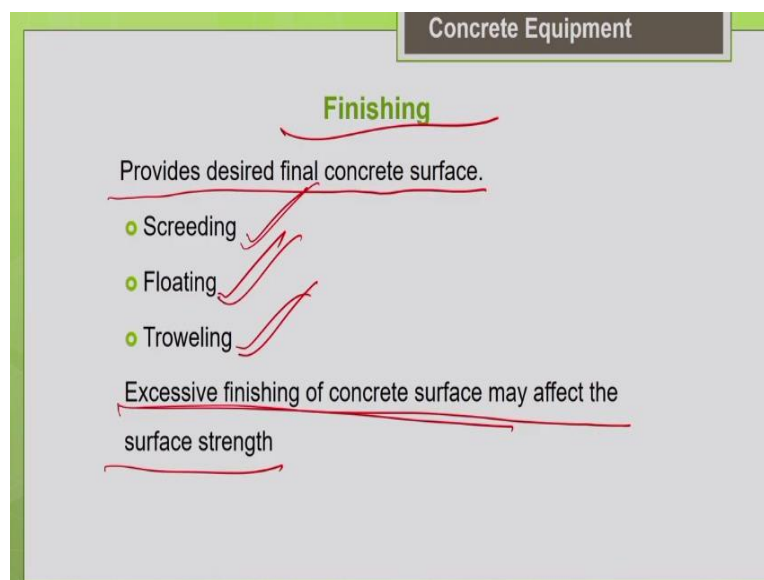 Concrete Equipment
Finishing
Provides desired final concrete surface.
Screeding
Floating
Troweling
Excessive finishing of concrete surface may affect the
surface strength